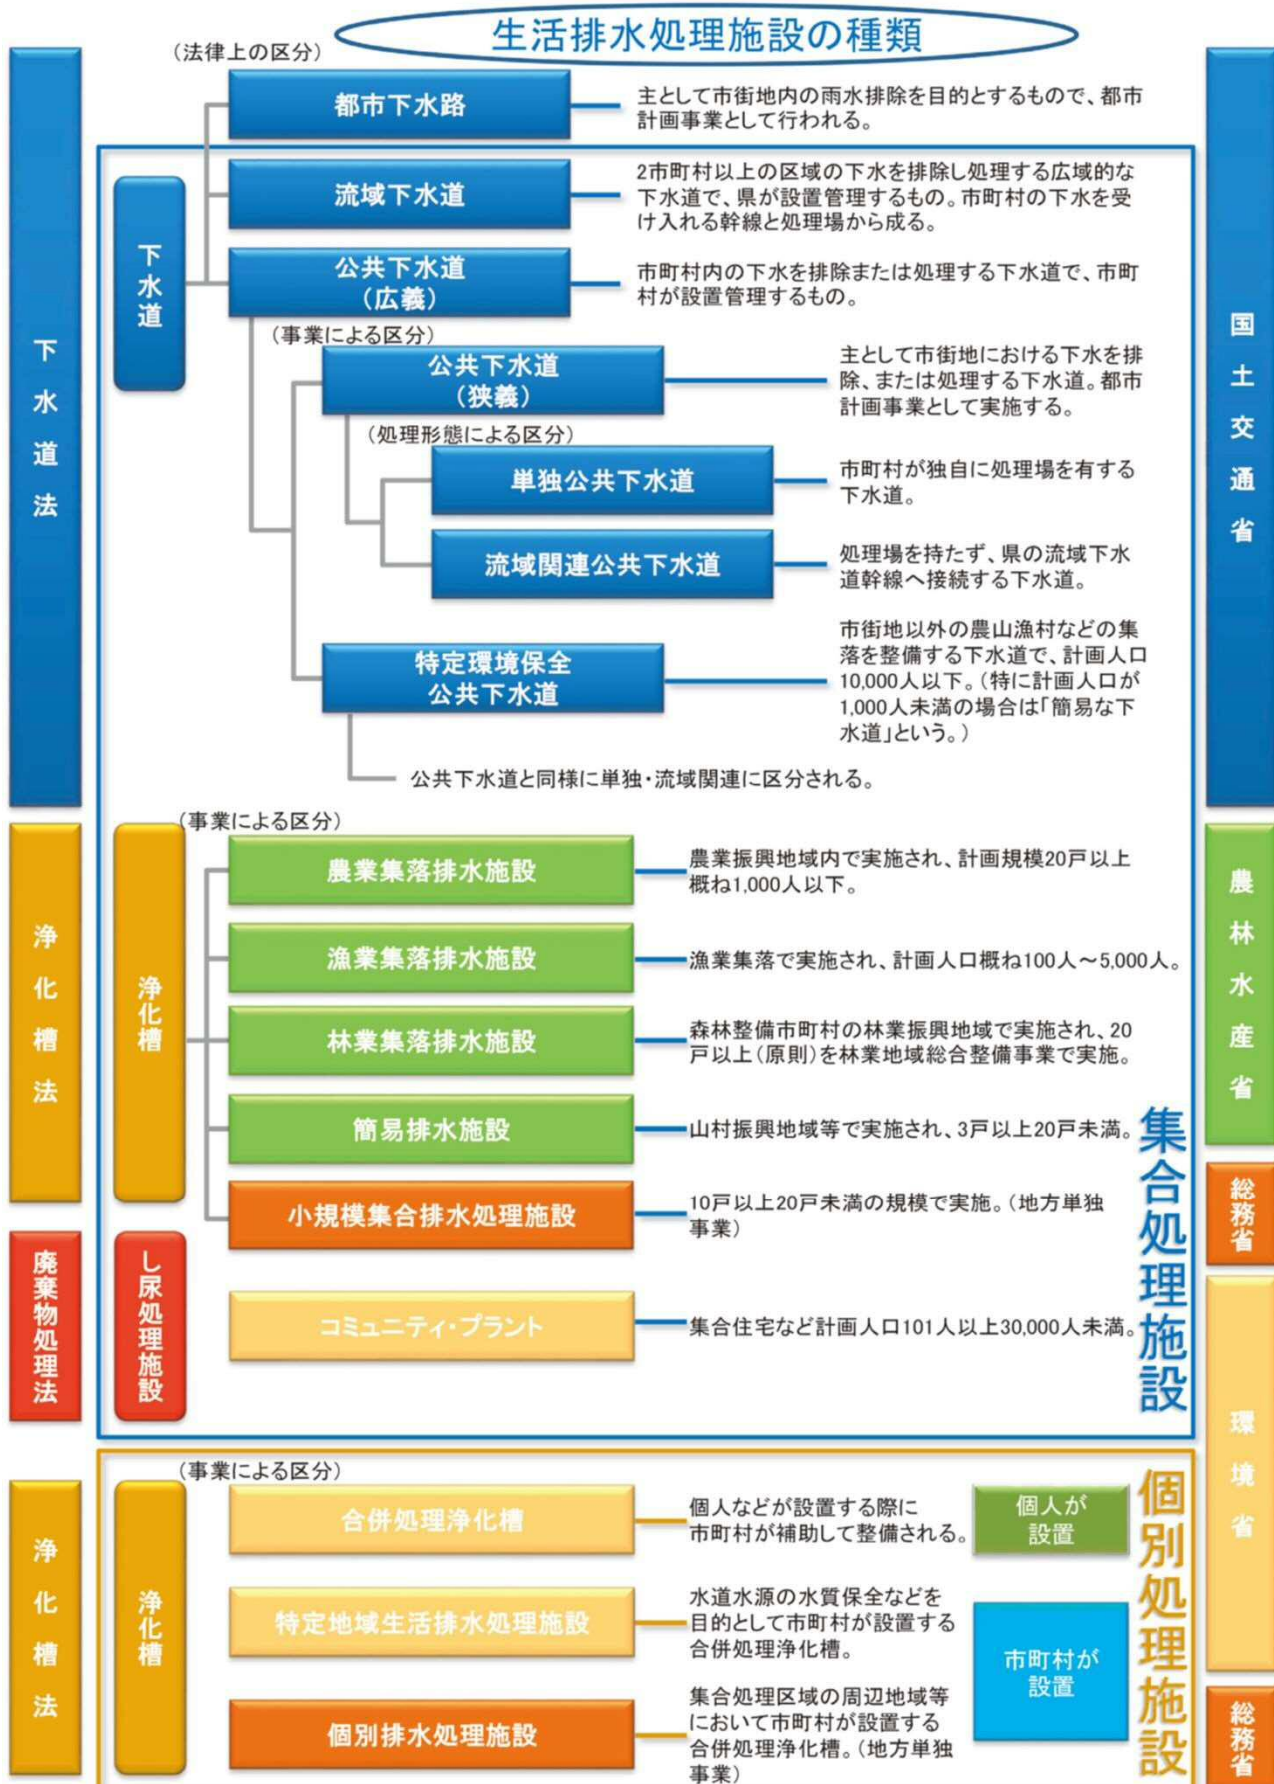 生活排水処理施設の種類
(法律上の区分)
下水道法
国土交通省
都市下水路
主として市街地内の雨水排除を目的とするもので、都市
計画事業として行われる。
下水道
流域下水道
2市町村以上の区域の下水を排除し処理する広域的な
下水道で、県が設置管理するもの。市町村の下水を受
け入れる幹線と処理場から成る。
公共下水道
(広義)
市町村内の下水を排除または処理する下水道で、市町
村が設置管理するもの。
(事業による区分)
公共下水道
(狭義)
主として市街地における下水を排
除、または処理する下水道。都市
計画事業として実施する。
(処理形態による区分)
単独公共下水道
市町村が独自に処理場を有する
下水道。
流域関連公共下水道
処理場を持たず、県の流域下水
道幹線へ接続する下水道。
特定環境保全
公共下水道
市街地以外の農山漁村などの集
落を整備する下水道で、計画人口
10,000人以下。(特に計画人口が
1,000人未満の場合は「簡易な下
水道」という。)
公共下水道と同様に単独・流域関連に区分される。
(事業による区分)
浄化槽法
浄化槽
農林水産省
農業集落排水施設
農業振興地域内で実施され、計画規模20戸以上
概ね1,000人以下。
漁業集落排水施設
漁業集落で実施され、計画人口概ね100人～5,000人。
林業集落排水施設
森林整備市町村の林業振興地域で実施され、20
戸以上(原則)を林業地域総合整備事業で実施。
簡易排水施設
山村振興地域等で実施され、3戸以上20戸未満。
集合処理施設
総務省
小規模集合排水処理施設
10戸以上20戸未満の規模で実施。(地方単独
事業)
廃棄物処理法
し尿処理施設
環境省
コミュニティ・プラント
集合住宅など計画人口101人以上30,000人未満。
(事業による区分)
浄化槽法
浄化槽
個別処理施設
合併処理浄化槽
個人などが設置する際に
市町村が補助して整備される。
個人が
設置
特定地域生活排水処理施設
水道水源の水質保全などを
目的として市町村が設置する
合併処理浄化槽。
市町村が
設置
個別排水処理施設
集合処理区域の周辺地域等
において市町村が設置する
合併処理浄化槽。(地方単独
事業)
総務省